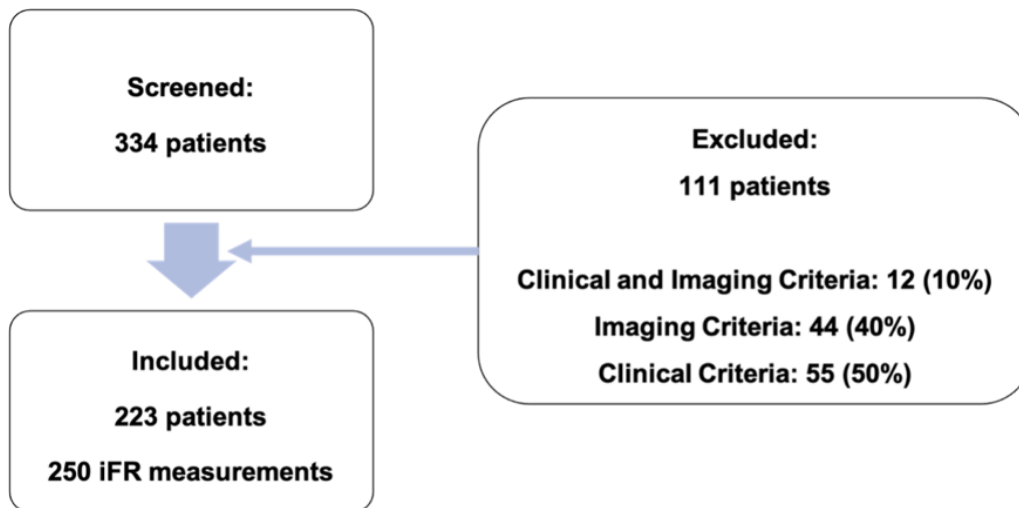 Screened:
334 patients
Excluded:
111 patients
Clinical and Imaging Criteria: 12 (10%)
Imaging Criteria: 44 (40%)
Clinical Criteria: 55 (50%)
Included:
223 patients
250 iFR measurements